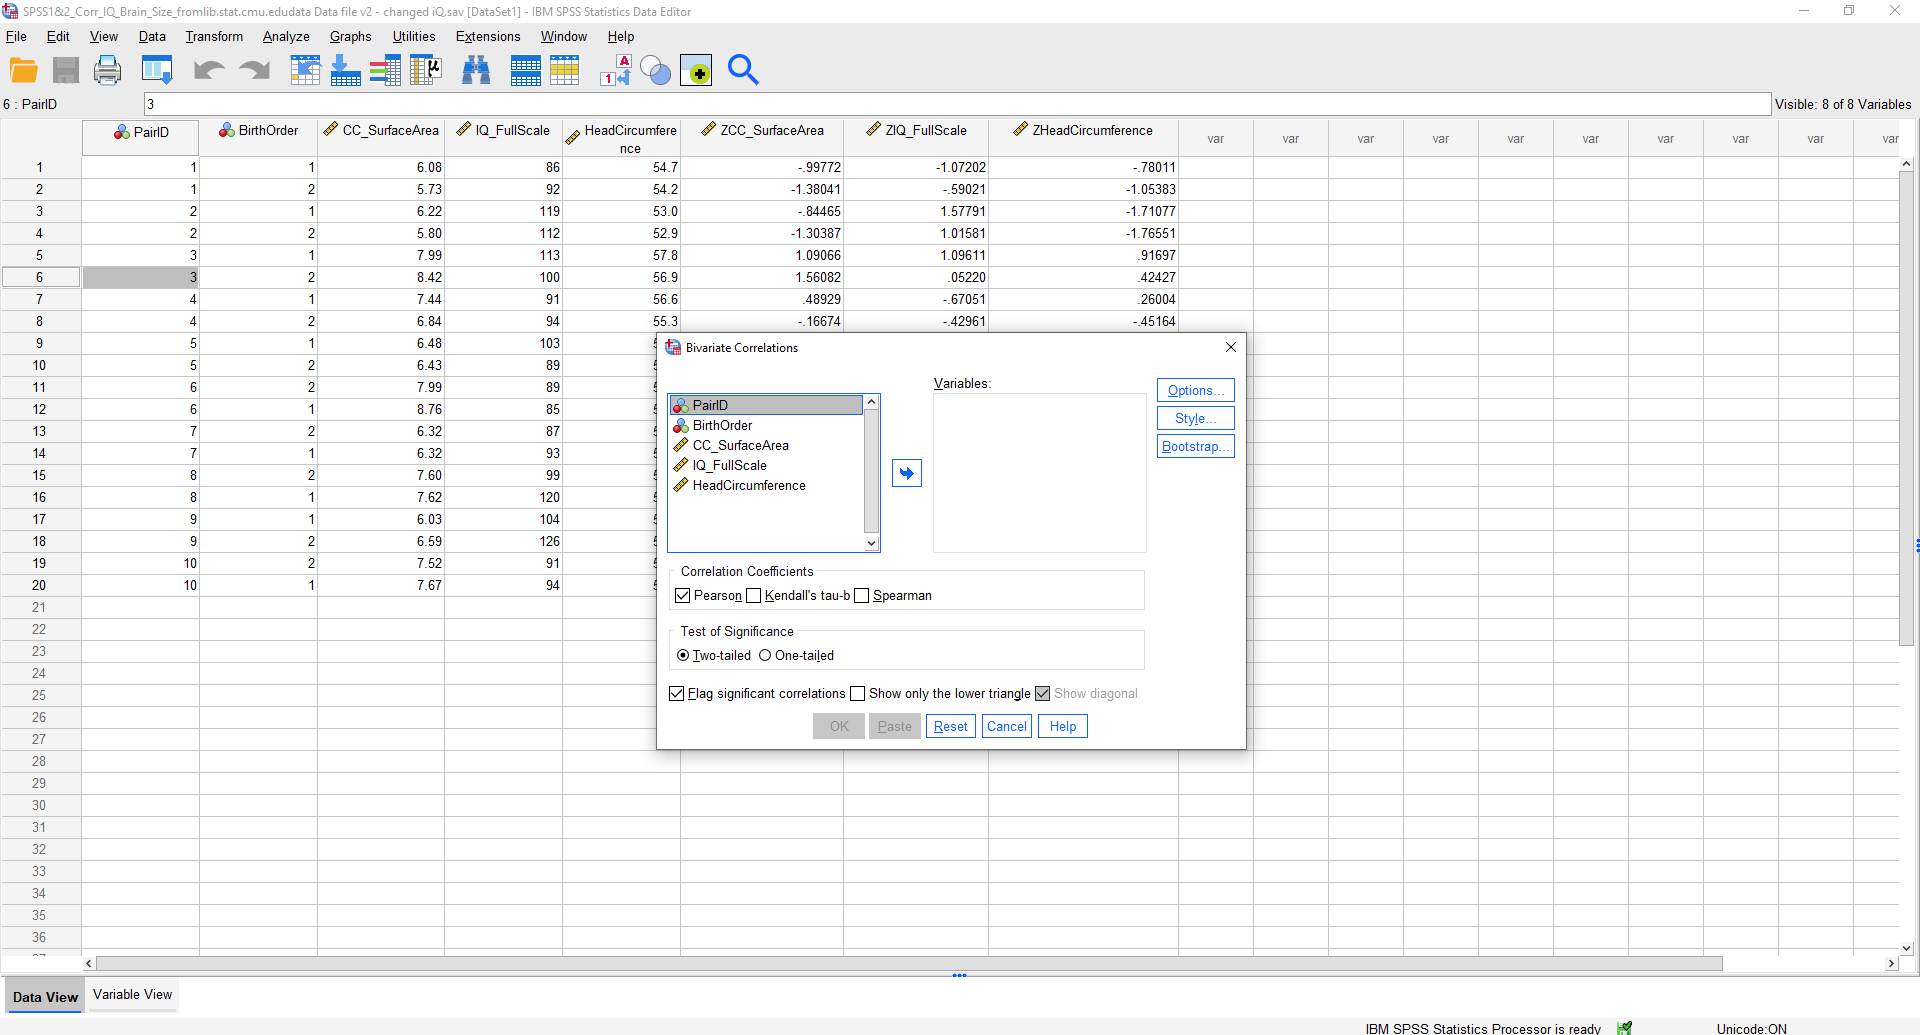 SPSS1&2_Corr_IQ_Brain_Size_fromlib.stat.cmu.edudata Data file v2 - changed iQ.sav [DataSet1] - IBM SPSS Statistics Data Editor
File Edit View Data Transform Analyze Graphs Utilities Extensions Window Help
6 : PairID 3 Visible: 8 of 8 Variables
PairID BirthOrder CC_SurfaceArea IQ_FullScale HeadCircumfere nce ZCC_SurfaceArea ZIQ_FullScale ZHeadCircumference var var var var var var var var var var
1 1 1 6.08 86 54.7 -.99772 -1.07202 -.78011
2 1 2 5.73 92 54.2 -1.38041 -.59021 -1.05383
3 2 1 6.22 119 53.0 -.84465 1.57791 -1.71077
4 2 2 5.80 112 52.9 -1.30387 1.01581 -1.76551
5 3 1 7.99 113 57.8 1.09066 1.09611 .91697
6 3 2 8.42 100 56.9 1.56082 .05220 .42427
7 4 1 7.44 91 56.6 .48929 -.67051 .26004
8 4 2 6.84 94 55.3 -.16674 -.42961 -.45164
9 5 1 6.48 103
10 5 2 6.43 89
11 6 2 7.99 89
12 6 1 8.76 85
13 7 2 6.32 87
14 7 1 6.32 93
15 8 2 7.60 99
16 8 1 7.62 120
17 9 1 6.03 104
18 9 2 6.59 126
19 10 2 7.52 91
20 10 1 7.67 94
21
22
23
24
25
26
27
28
29
30
31
32
33
34
35
36
Bivariate Correlations
Variables:
PairID
BirthOrder
CC_SurfaceArea
IQ_FullScale
HeadCircumference
Options...
Style...
Bootstrap...
Correlation Coefficients
Pearson Kendall's tau-b Spearman
Test of Significance
Two-tailed One-tailed
Flag significant correlations Show only the lower triangle Show diagonal
OK Paste Reset Cancel Help
Data View Variable View
IBM SPSS Statistics Processor is ready Unicode:ON